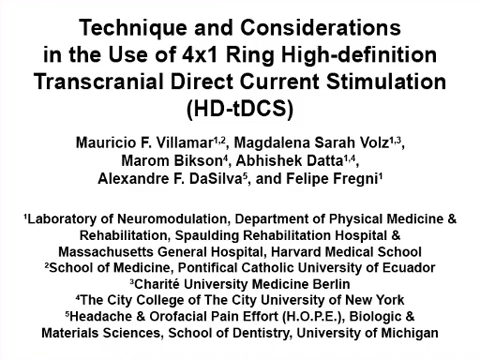 Technique and Considerations
in the Use of 4x1 Ring High-definition
Transcranial Direct Current Stimulation
(HD-tDCS)
Mauricio F. Villamar¹,², Magdalena Sarah Volz¹,³,
Marom Bikson⁴, Abhishek Datta¹,⁴,
Alexandre F. DaSilva⁵, and Felipe Fregni¹
¹Laboratory of Neuromodulation, Department of Physical Medicine &
Rehabilitation, Spaulding Rehabilitation Hospital &
Massachusetts General Hospital, Harvard Medical School
²School of Medicine, Pontifical Catholic University of Ecuador
³Charité University Medicine Berlin
⁴The City College of The City University of New York
⁵Headache & Orofacial Pain Effort (H.O.P.E.), Biologic &
Materials Sciences, School of Dentistry, University of Michigan